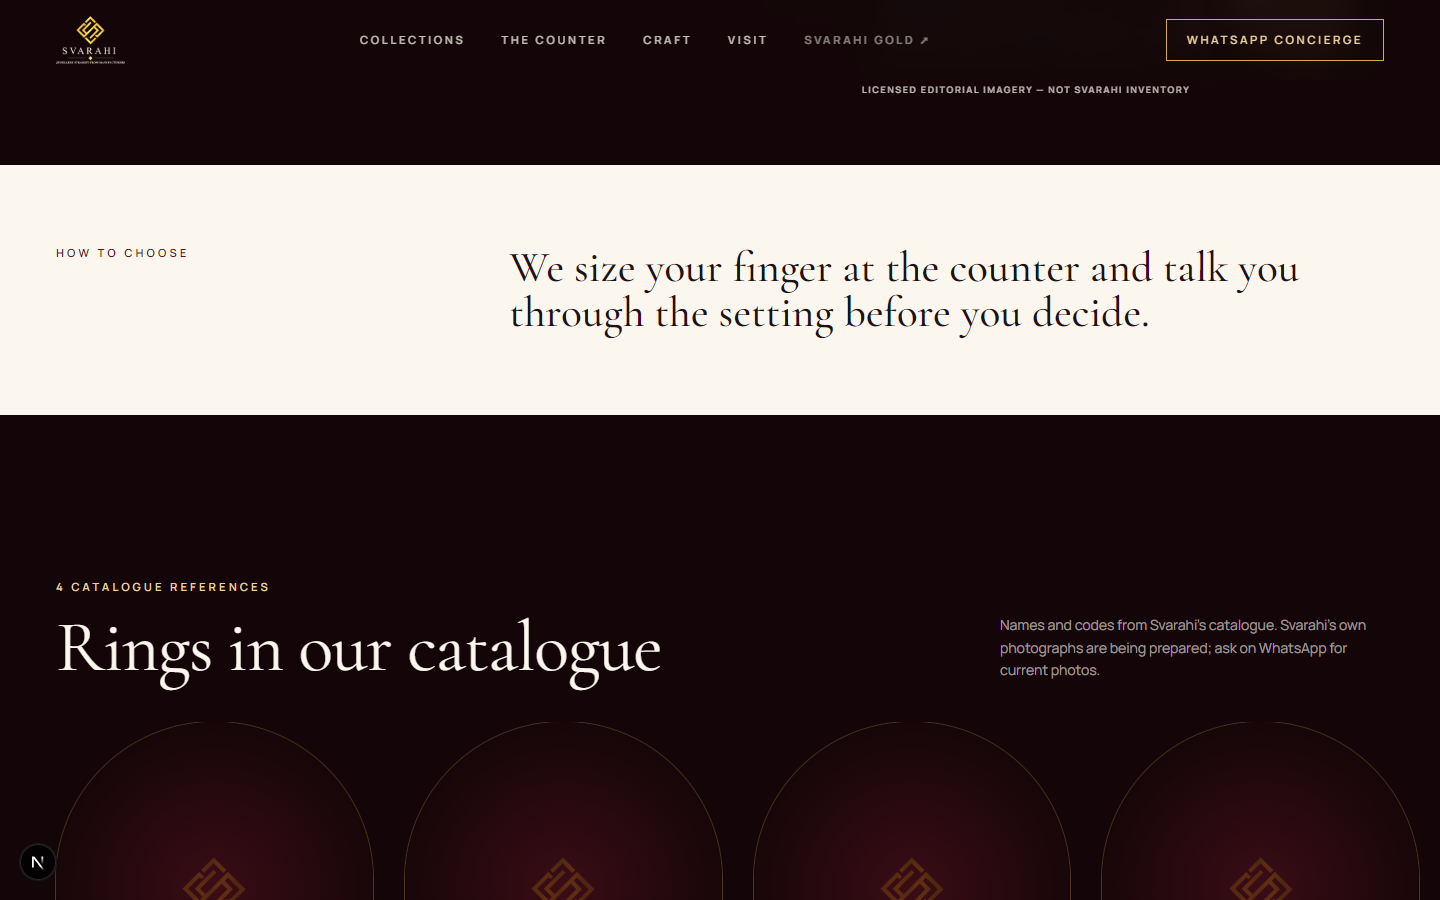 SVARAHI
COLLECTIONS
THE COUNTER
CRAFT
VISIT
SVARAHI GOLD ↗
WHATSAPP CONCIERGE
LICENSED EDITORIAL IMAGERY — NOT SVARAHI INVENTORY
HOW TO CHOOSE
We size your finger at the counter and talk you
through the setting before you decide.
4 CATALOGUE REFERENCES
Rings in our catalogue
Names and codes from Svarahi's catalogue. Svarahi's own
photographs are being prepared; ask on WhatsApp for
current photos.
N